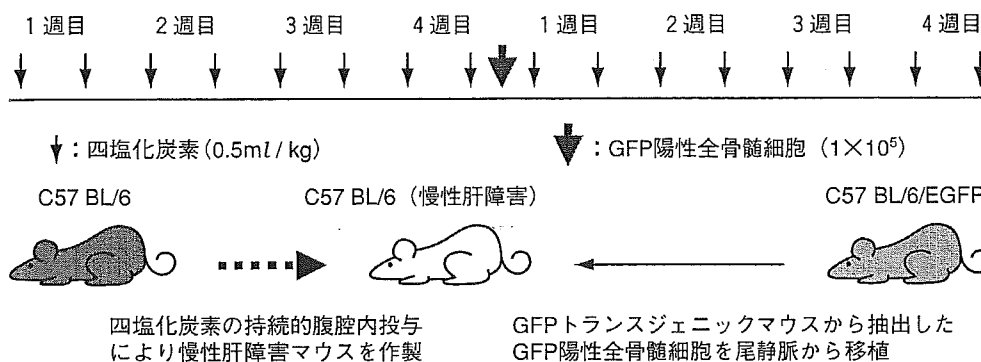 1週目 2週目 3週目 4週目 1週目 2週目 3週目 4週目
：四塩化炭素(0.5ml/kg) ：GFP陽性全骨髄細胞（1×10⁵）
C57 BL/6 C57 BL/6（慢性肝障害） C57 BL/6/EGFP
四塩化炭素の持続的腹腔内投与
により慢性肝障害マウスを作製
GFPトランスジェニックマウスから抽出した
GFP陽性全骨髄細胞を尾静脈から移植